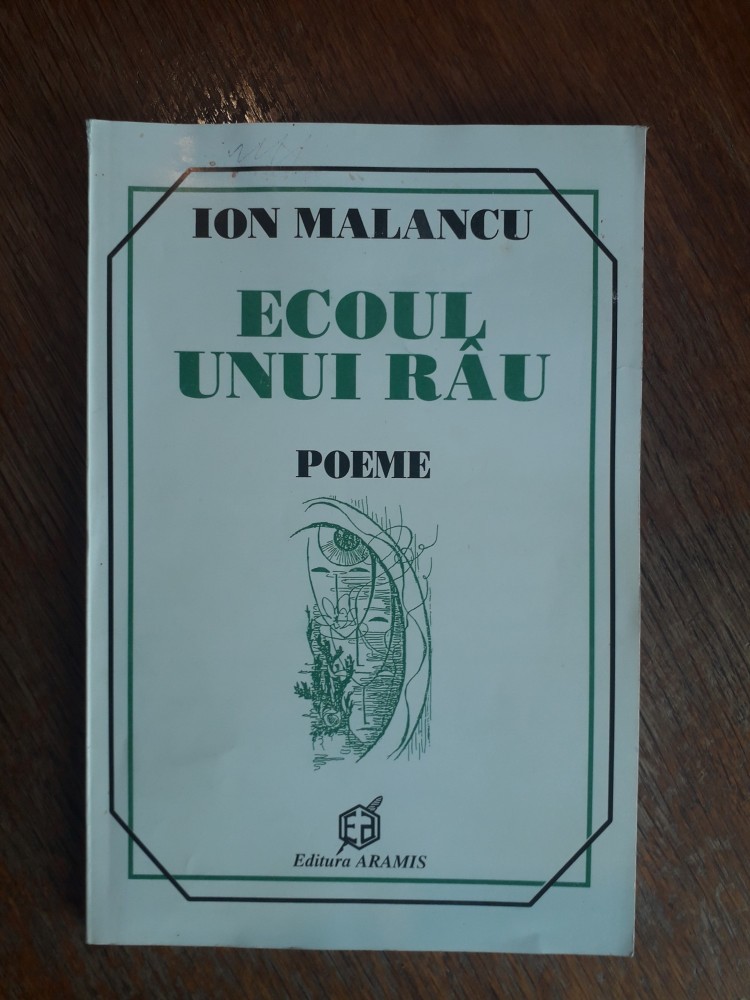 ION MALANCU
ECOUL
UNUI RÂU
POEME
Editura ARAMIS